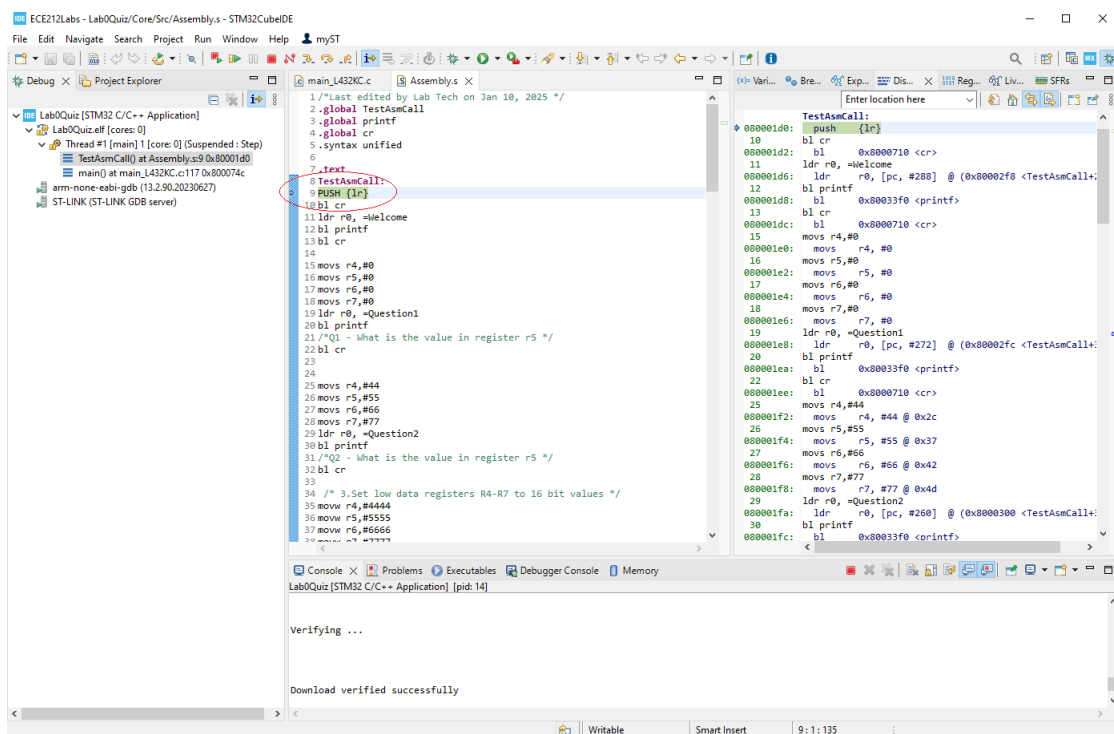 ECE212Labs - Lab0Quiz/Core/Src/Assembly.s - STM32CubeIDE
File Edit Navigate Search Project Run Window Help myST
Debug Project Explorer
Lab0Quiz [STM32 C/C++ Application]
Lab0Quiz.elf [cores: 0]
Thread #1 [main] 1 [core: 0] (Suspended : Step)
TestAsmCall() at Assembly.s:9 0x80001d0
main() at main_L432KC.c:117 0x800074c
arm-none-eabi-gdb (13.2.90.20230627)
ST-LINK (ST-LINK GDB server)
main_L432KC.c Assembly.s
1 /*Last edited by Lab Tech on Jan 10, 2025 */
2 .global TestAsmCall
3 .global printf
4 .global cr
5 .syntax unified
6
7 .text
8 TestAsmCall:
9 PUSH {lr}
10 bl cr
11 ldr r0, =Welcome
12 bl printf
13 bl cr
14
15 movs r4,#0
16 movs r5,#0
17 movs r6,#0
18 movs r7,#0
19 ldr r0, =Question1
20 bl printf
21 /*Q1 - What is the value in register r5 */
22 bl cr
23
24
25 movs r4,#44
26 movs r5,#55
27 movs r6,#66
28 movs r7,#77
29 ldr r0, =Question2
30 bl printf
31 /*Q2 - What is the value in register r5 */
32 bl cr
33
34 /* 3.Set low data registers R4-R7 to 16 bit values */
35 movw r4,#4444
36 movw r5,#5555
37 movw r6,#6666
38 movw r7,#7777
(x)= Vari... Bre... Exp... Dis... Reg... Liv... SFRs
Enter location here
TestAsmCall:
080001d0: push {lr}
10 bl cr
080001d2: bl 0x8000710 <cr>
11 ldr r0, =Welcome
080001d6: ldr r0, [pc, #288] @ (0x80002f8 <TestAsmCall+2
12 bl printf
080001d8: bl 0x80033f0 <printf>
13 bl cr
080001dc: bl 0x8000710 <cr>
15 movs r4,#0
080001e0: movs r4, #0
16 movs r5,#0
080001e2: movs r5, #0
17 movs r6,#0
080001e4: movs r6, #0
18 movs r7,#0
080001e6: movs r7, #0
19 ldr r0, =Question1
080001e8: ldr r0, [pc, #272] @ (0x80002fc <TestAsmCall+3
20 bl printf
080001ea: bl 0x80033f0 <printf>
22 bl cr
080001ee: bl 0x8000710 <cr>
25 movs r4,#44
080001f2: movs r4, #44 @ 0x2c
26 movs r5,#55
080001f4: movs r5, #55 @ 0x37
27 movs r6,#66
080001f6: movs r6, #66 @ 0x42
28 movs r7,#77
080001f8: movs r7, #77 @ 0x4d
29 ldr r0, =Question2
080001fa: ldr r0, [pc, #260] @ (0x8000300 <TestAsmCall+3
30 bl printf
080001fc: bl 0x80033f0 <printf>
Console Problems Executables Debugger Console Memory
Lab0Quiz [STM32 C/C++ Application] [pid: 14]
Verifying ...
Download verified successfully
Writable Smart Insert 9 : 1 : 135